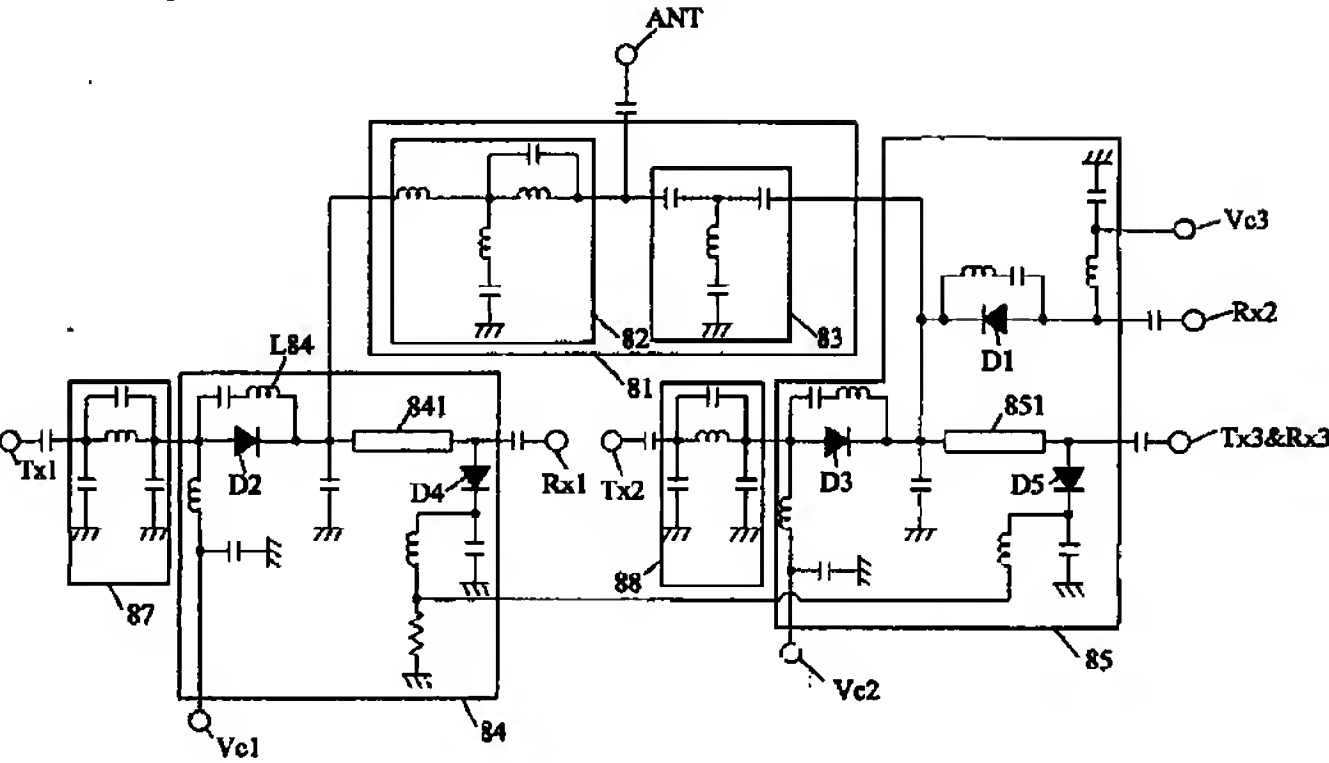 ANT
Vc3
Rx2
82
83
D1
L84
81
841
851
Tx1
D2
D4
Rx1
Tx2
D3
D5
Tx3&Rx3
87
88
85
Vc2
84
Vc1